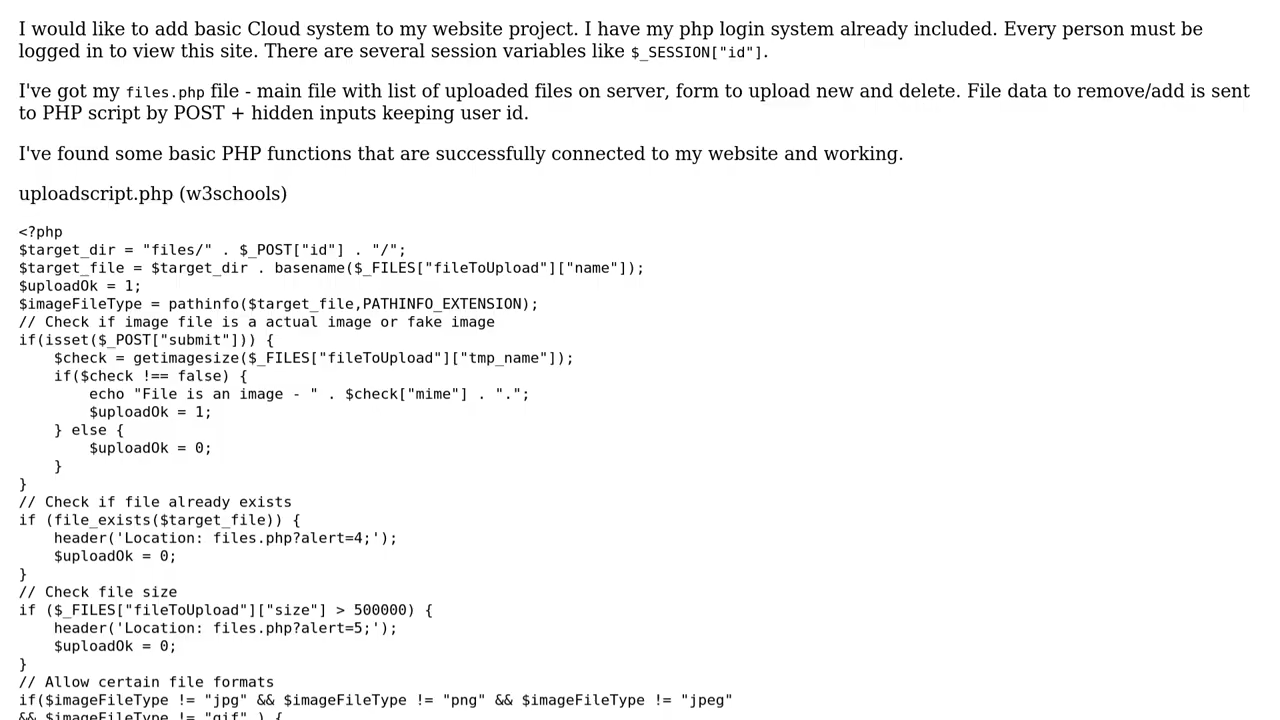 I would like to add basic Cloud system to my website project. I have my php login system already included. Every person must be
logged in to view this site. There are several session variables like $_SESSION["id"].
I've got my files.php file - main file with list of uploaded files on server, form to upload new and delete. File data to remove/add is sent
to PHP script by POST + hidden inputs keeping user id.
I've found some basic PHP functions that are successfully connected to my website and working.
uploadscript.php (w3schools)
<?php
$target_dir = "files/" . $_POST["id"] . "/";
$target_file = $target_dir . basename($_FILES["fileToUpload"]["name"]);
$uploadOk = 1;
$imageFileType = pathinfo($target_file,PATHINFO_EXTENSION);
// Check if image file is a actual image or fake image
if(isset($_POST["submit"])) {
    $check = getimagesize($_FILES["fileToUpload"]["tmp_name"]);
    if($check !== false) {
        echo "File is an image - " . $check["mime"] . ".";
        $uploadOk = 1;
    } else {
        $uploadOk = 0;
    }
}
// Check if file already exists
if (file_exists($target_file)) {
    header('Location: files.php?alert=4;');
    $uploadOk = 0;
}
// Check file size
if ($_FILES["fileToUpload"]["size"] > 500000) {
    header('Location: files.php?alert=5;');
    $uploadOk = 0;
}
// Allow certain file formats
if($imageFileType != "jpg" && $imageFileType != "png" && $imageFileType != "jpeg"
&& $imageFileType != "gif" ) {